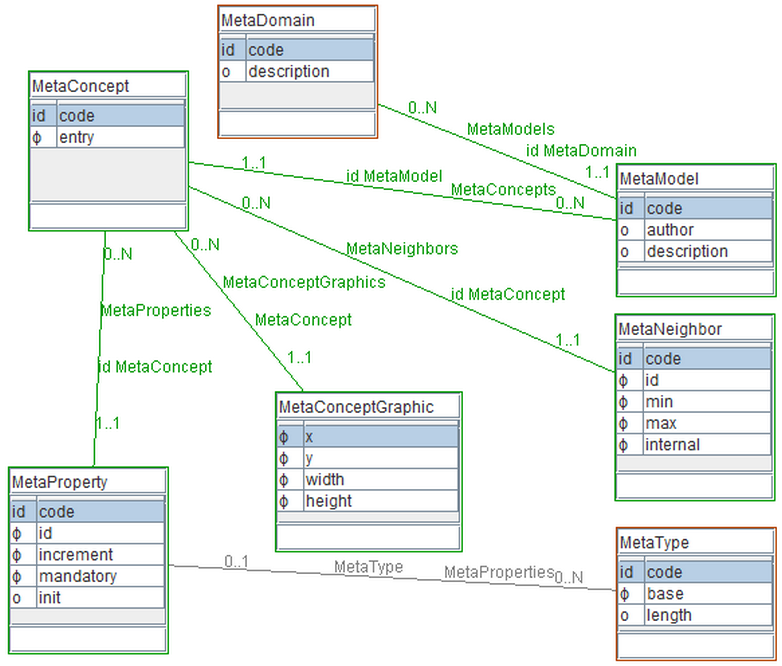 MetaDomain
id code
o description
MetaConcept
id code
ϕ entry
0..N
MetaModels
id MetaDomain
1..1
1..1
id MetaModel
MetaConcepts
0..N
MetaModel
id code
o author
o description
0..N
MetaNeighbors
id MetaConcept
1..1
MetaNeighbor
id code
ϕ id
ϕ min
ϕ max
ϕ internal
0..N
MetaConceptGraphics
MetaConcept
1..1
MetaConceptGraphic
ϕ x
ϕ y
ϕ width
ϕ height
0..N
MetaProperties
id MetaConcept
1..1
MetaProperty
id code
ϕ id
ϕ increment
ϕ mandatory
o init
0..1
MetaType
MetaProperties
0..N
MetaType
id code
ϕ base
o length